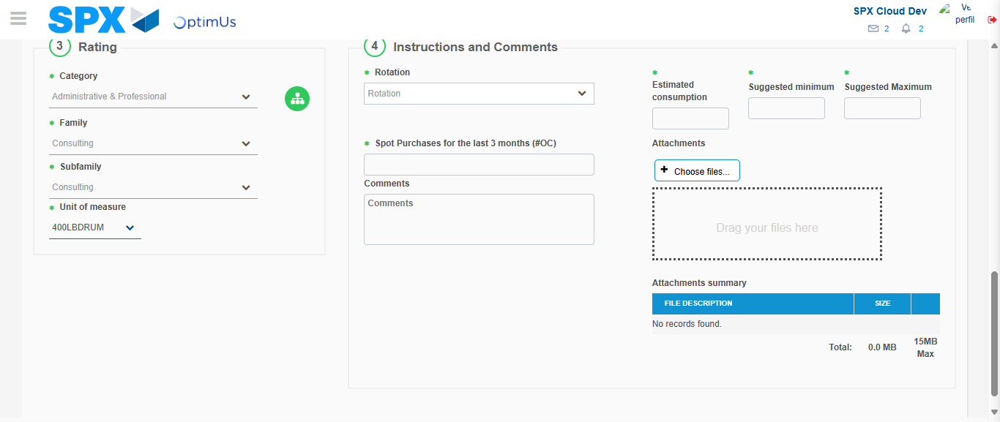 SPX
OptimUs
SPX Cloud Dev
2
2
Ve
perfil
3 Rating
* Category
Administrative & Professional
* Family
Consulting
* Subfamily
Consulting
* Unit of measure
400LBDRUM
4 Instructions and Comments
* Rotation
Rotation
* Spot Purchases for the last 3 months (#OC)
Comments
Comments
*
Estimated
consumption
*
Suggested minimum
*
Suggested Maximum
Attachments
+ Choose files...
Drag your files here
Attachments summary
FILE DESCRIPTION SIZE
No records found.
Total: 0.0 MB 15MB
Max